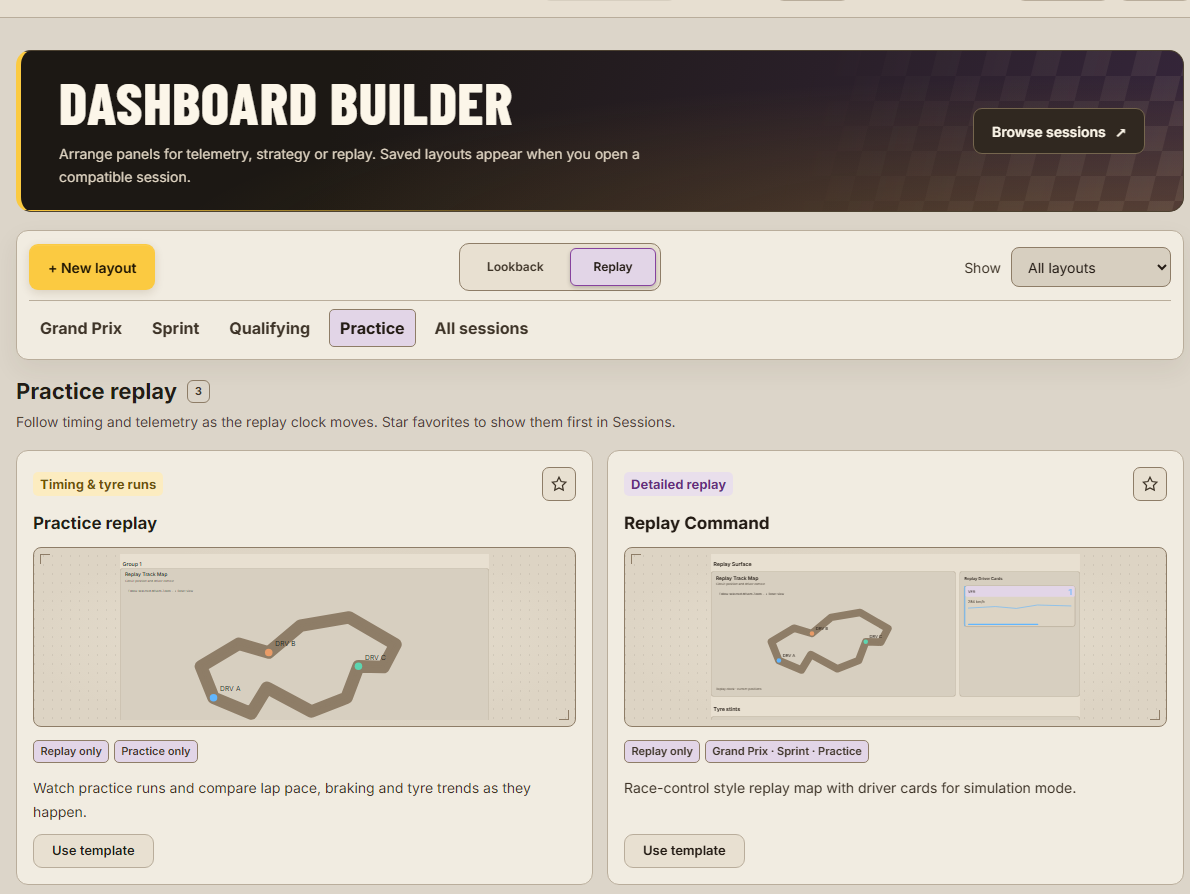 DASHBOARD BUILDER
Arrange panels for telemetry, strategy or replay. Saved layouts appear when you open a
compatible session.
Browse sessions ↗
+ New layout
Lookback
Replay
Show
All layouts
Grand Prix
Sprint
Qualifying
Practice
All sessions
Practice replay
3
Follow timing and telemetry as the replay clock moves. Star favorites to show them first in Sessions.
Timing & tyre runs
Practice replay
Group 1
Replay Track Map
DRV B
DRV C
DRV A
Replay only
Practice only
Watch practice runs and compare lap pace, braking and tyre trends as they
happen.
Use template
Detailed replay
Replay Command
Replay Surface
Replay Track Map
Replay Driver Cards
DRV A
Tyre stints
Replay only
Grand Prix · Sprint · Practice
Race-control style replay map with driver cards for simulation mode.
Use template